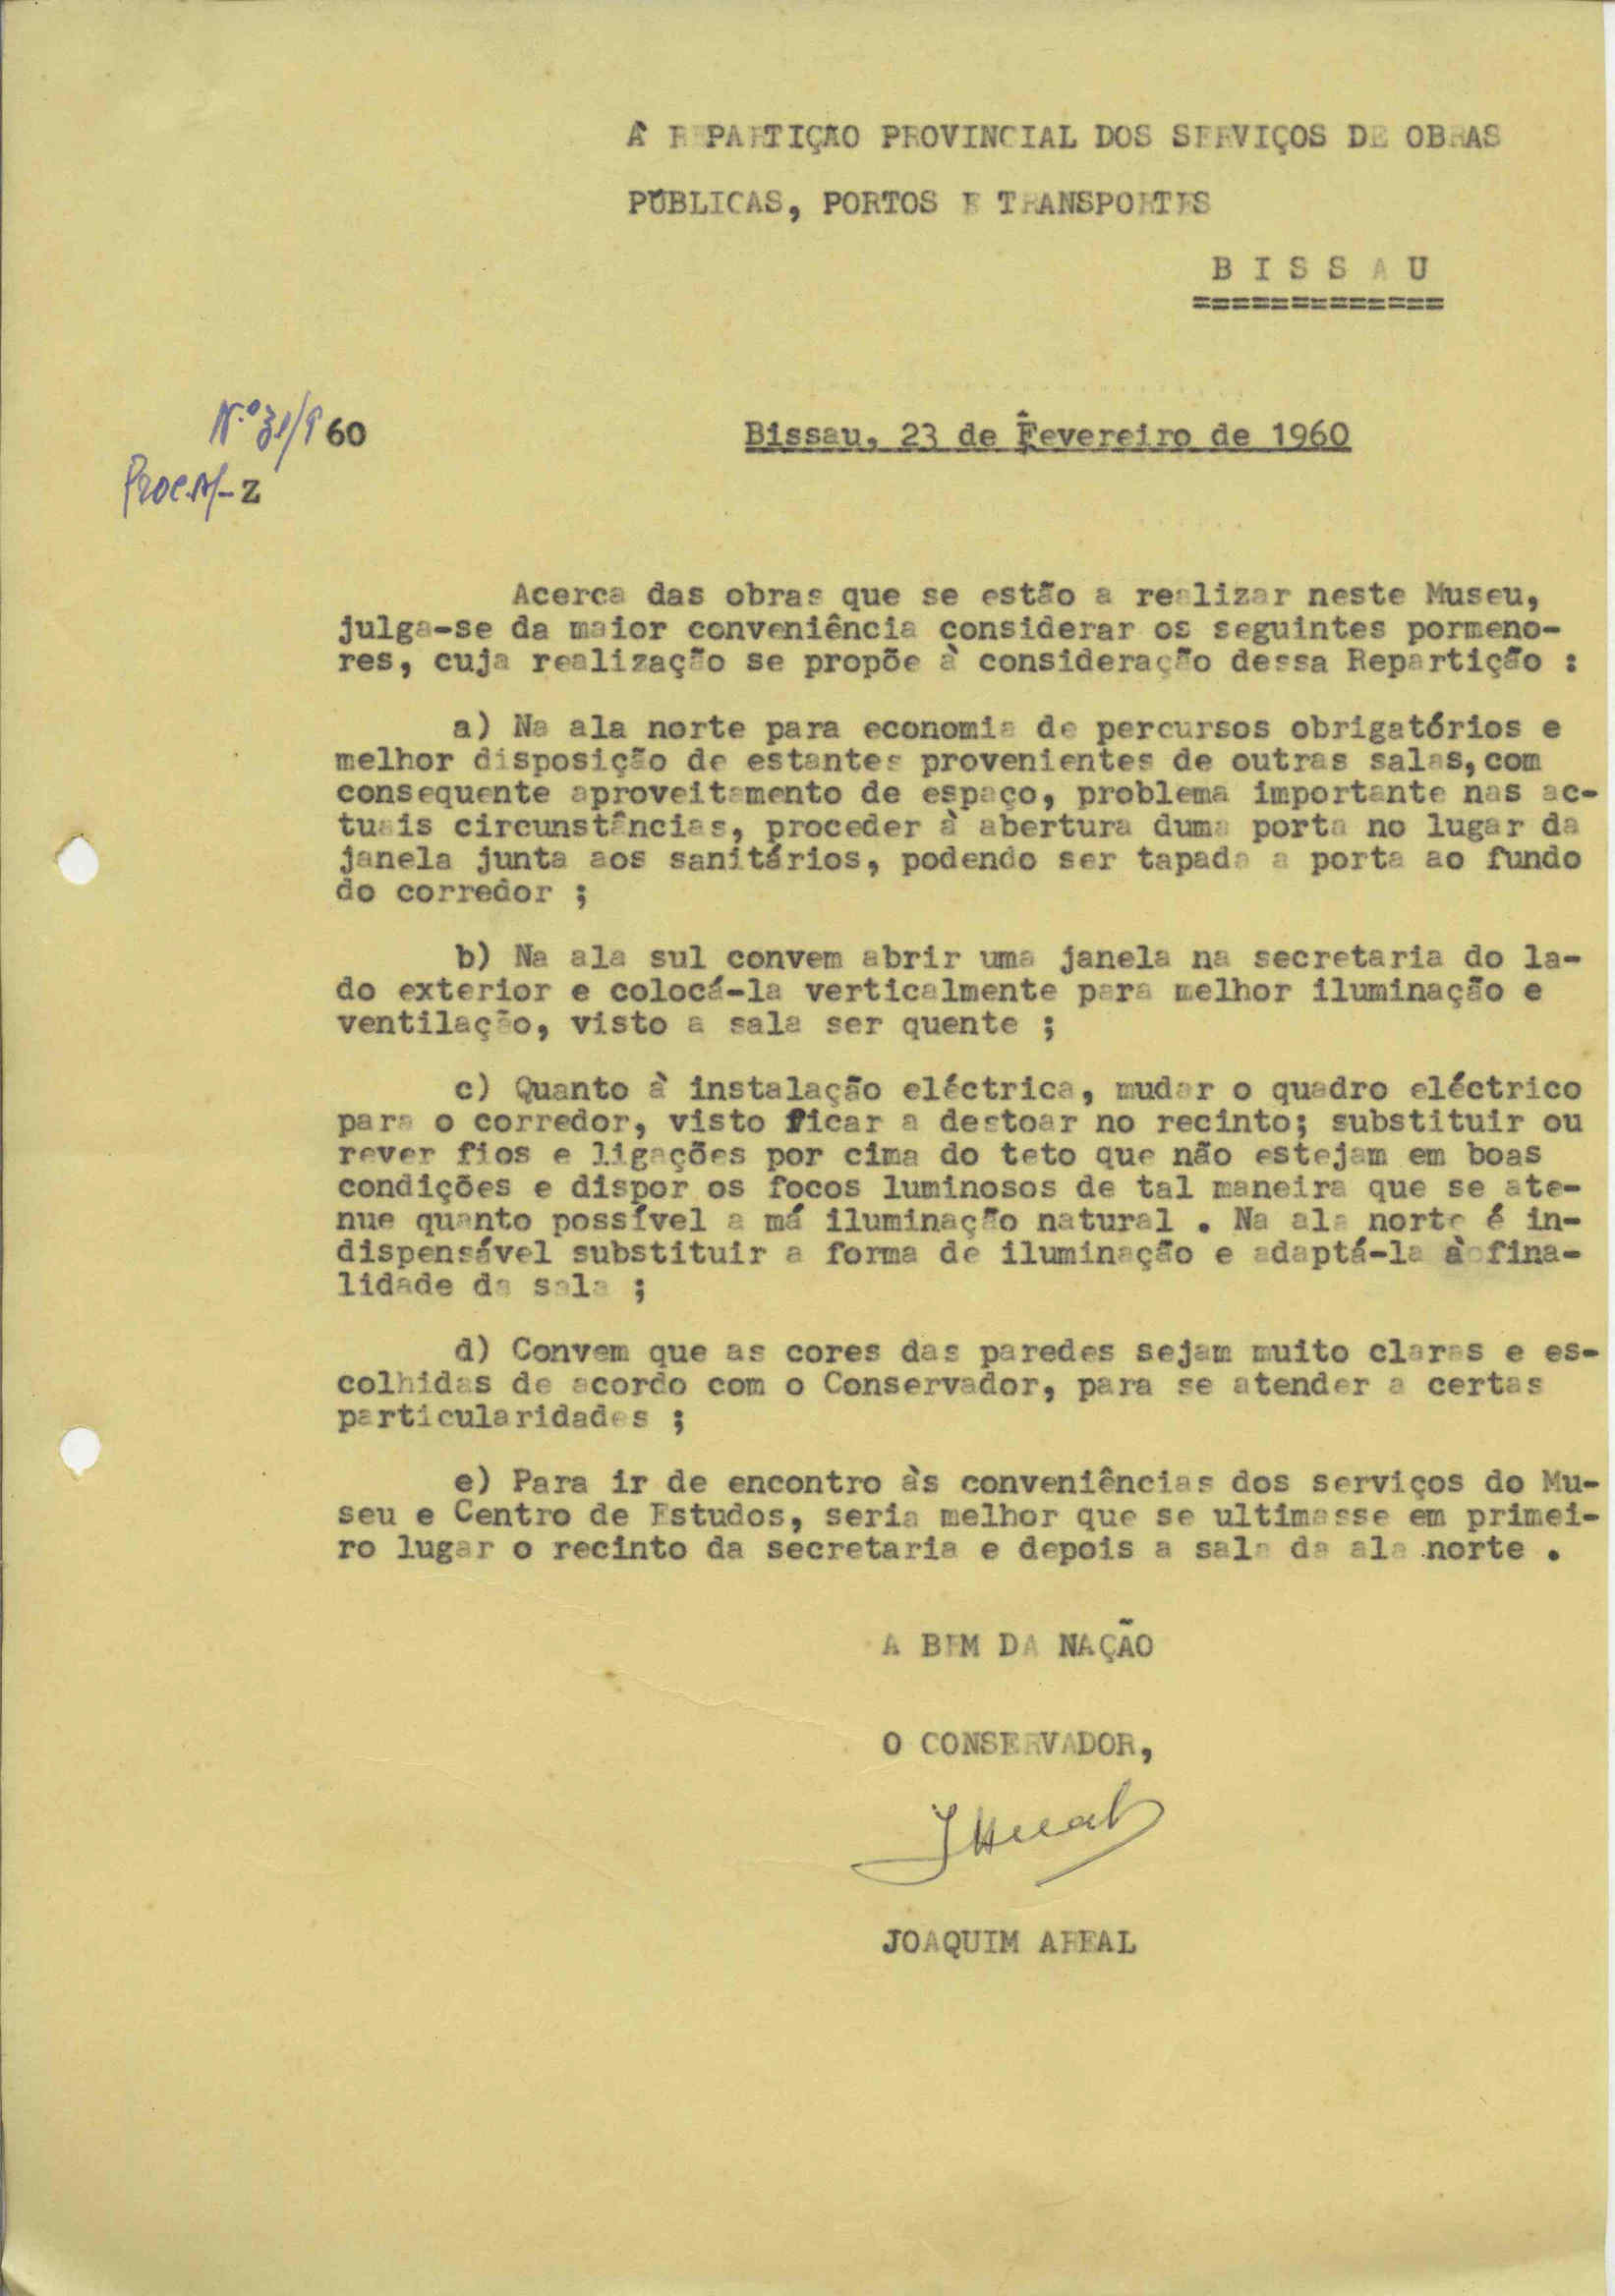 À REPARTIÇÃO PROVINCIAL DOS SERVIÇOS DE OBRAS
PÚBLICAS, PORTOS E TRANSPORTES
B I S S A U
=============
N.º 31/960
Bissau, 23 de Fevereiro de 1960
Proc. A/-Z
Acerca das obras que se estão a realizar neste Museu,
julga-se da maior conveniência considerar os seguintes pormeno-
res, cuja realização se propõe à consideração dessa Repartição :
a) Na ala norte para economia de percursos obrigatórios e
melhor disposição de estantes provenientes de outras salas, com
consequente aproveitamento de espaço, problema importante nas ac-
tuais circunstâncias, proceder à abertura duma porta no lugar da
janela junta aos sanitários, podendo ser tapada a porta ao fundo
do corredor ;
b) Na ala sul convem abrir uma janela na secretaria do la-
do exterior e colocá-la verticalmente para melhor iluminação e
ventilação, visto a sala ser quente ;
c) Quanto à instalação eléctrica, mudar o quadro eléctrico
para o corredor, visto ficar a destoar no recinto; substituir ou
rever fios e ligações por cima do teto que não estejam em boas
condições e dispor os focos luminosos de tal maneira que se ate-
nue quanto possível a má iluminação natural . Na ala norte é in-
dispensável substituir a forma de iluminação e adaptá-la à fina-
lidade da sala ;
d) Convem que as cores das paredes sejam muito claras e es-
colhidas de acordo com o Conservador, para se atender a certas
particularidades ;
e) Para ir de encontro às conveniências dos serviços do Mu-
seu e Centro de Estudos, seria melhor que se ultimasse em primei-
ro lugar o recinto da secretaria e depois a sala da ala norte .
A BEM DA NAÇÃO
O CONSERVADOR,
JOAQUIM AREAL